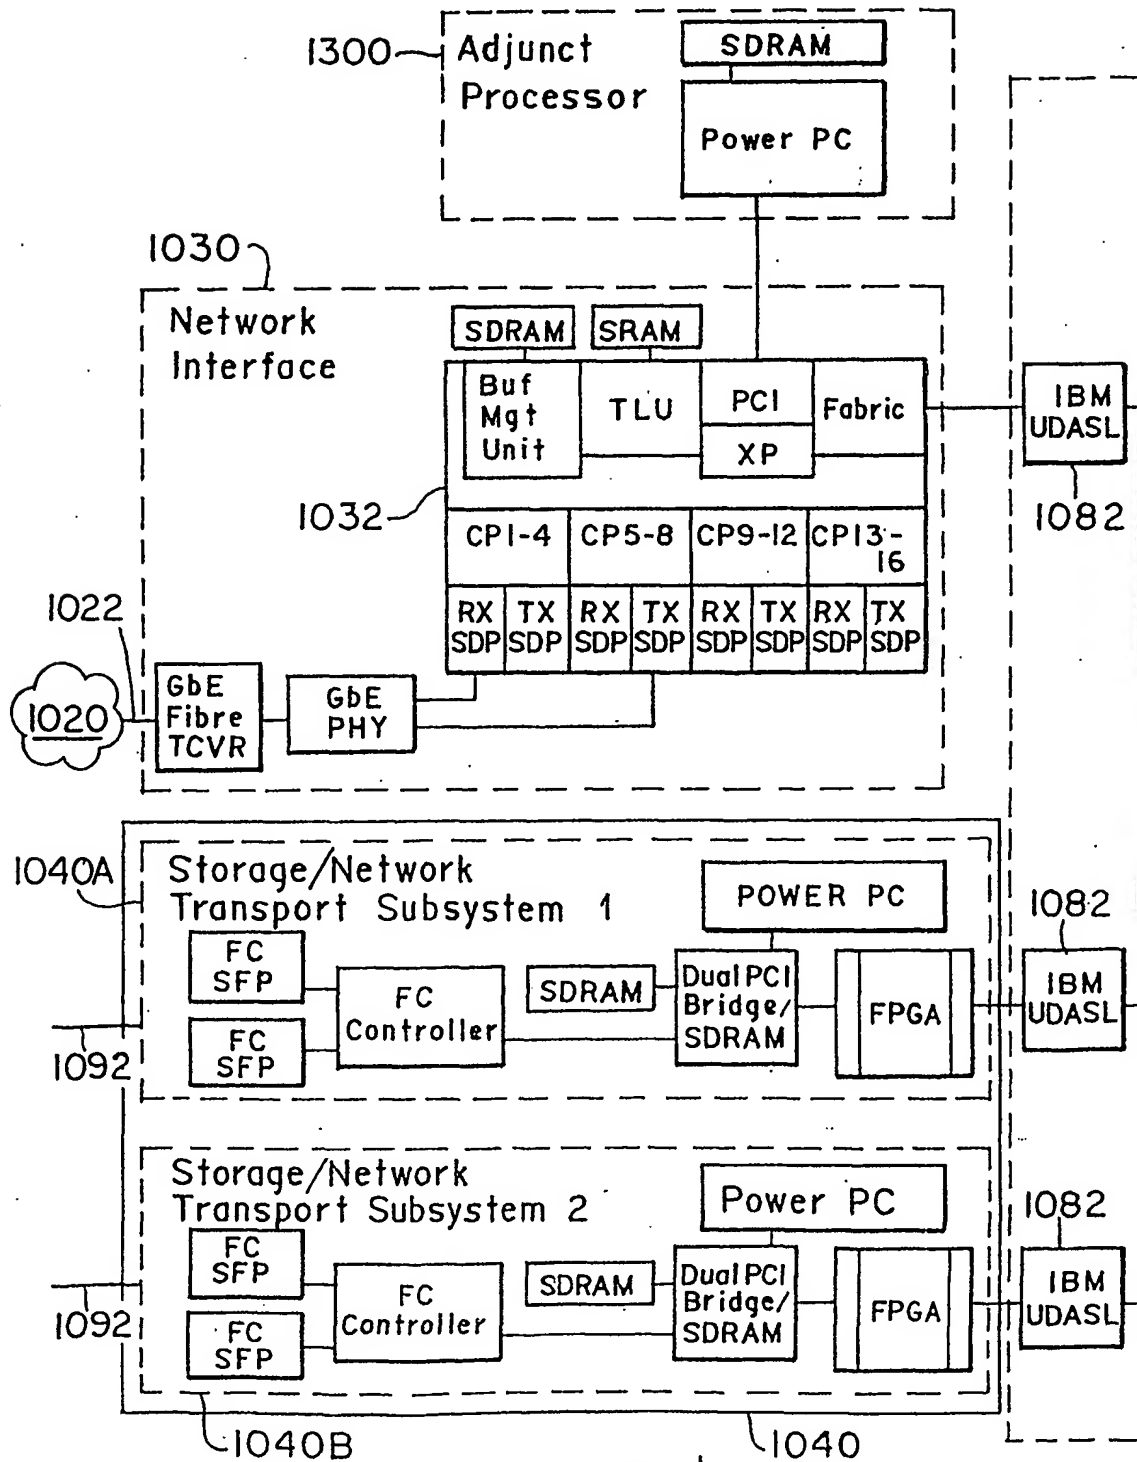 1300
Adjunct
Processor
SDRAM
Power PC
1030
Network
Interface
SDRAM
SRAM
Buf
Mgt
Unit
TLU
PCI
XP
Fabric
IBM
UDASL
1082
1032
CP1-4
CP5-8
CP9-12
CP13-
16
RX
SDP
TX
SDP
RX
SDP
TX
SDP
RX
SDP
TX
SDP
RX
SDP
TX
SDP
1022
1020
GbE
Fibre
TCVR
GbE
PHY
1040A
Storage/Network
Transport Subsystem 1
POWER PC
FC
SFP
FC
SFP
FC
Controller
SDRAM
Dual PCI
Bridge/
SDRAM
FPGA
1082
IBM
UDASL
1092
Storage/Network
Transport Subsystem 2
Power PC
FC
SFP
FC
SFP
FC
Controller
SDRAM
Dual PCI
Bridge/
SDRAM
FPGA
1082
IBM
UDASL
1092
1040B
1040